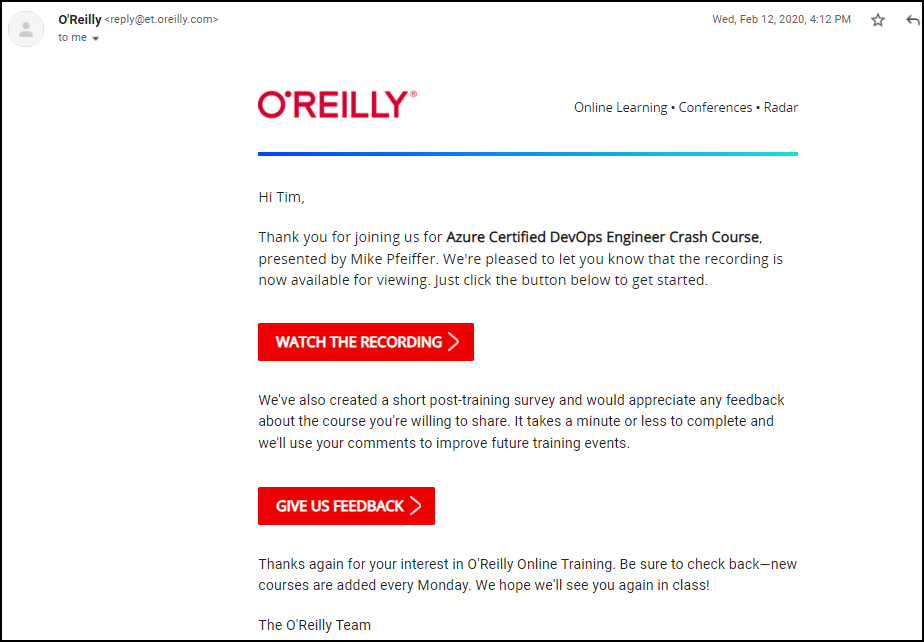 O'Reilly <reply@et.oreilly.com>
Wed, Feb 12, 2020, 4:12 PM
to me
O'REILLY®
Online Learning • Conferences • Radar
Hi Tim,
Thank you for joining us for Azure Certified DevOps Engineer Crash Course,
presented by Mike Pfeiffer. We're pleased to let you know that the recording is
now available for viewing. Just click the button below to get started.
WATCH THE RECORDING
We've also created a short post-training survey and would appreciate any feedback
about the course you're willing to share. It takes a minute or less to complete and
we'll use your comments to improve future training events.
GIVE US FEEDBACK
Thanks again for your interest in O'Reilly Online Training. Be sure to check back—new
courses are added every Monday. We hope we'll see you again in class!
The O'Reilly Team